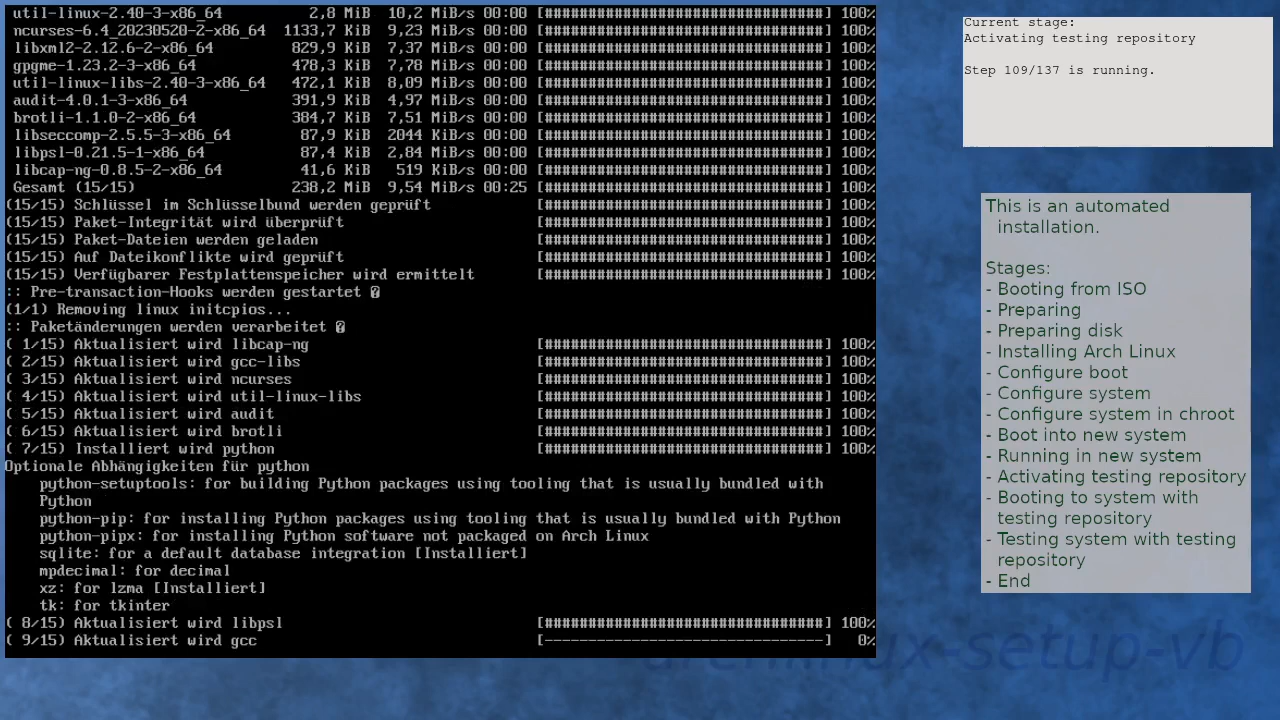 util-linux-2.40-3-x86_64 2,8 MiB 10,2 MiB/s 00:00 [################################] 100%
ncurses-6.4_20230520-2-x86_64 1133,7 KiB 9,23 MiB/s 00:00 [################################] 100%
libxml2-2.12.6-2-x86_64 829,9 KiB 7,37 MiB/s 00:00 [################################] 100%
gpgme-1.23.2-3-x86_64 478,3 KiB 7,78 MiB/s 00:00 [################################] 100%
util-linux-libs-2.40-3-x86_64 472,1 KiB 8,09 MiB/s 00:00 [################################] 100%
audit-4.0.1-3-x86_64 391,9 KiB 4,97 MiB/s 00:00 [################################] 100%
brotli-1.1.0-2-x86_64 384,7 KiB 7,51 MiB/s 00:00 [################################] 100%
libseccomp-2.5.5-3-x86_64 87,9 KiB 2044 KiB/s 00:00 [################################] 100%
libpsl-0.21.5-1-x86_64 87,4 KiB 2,84 MiB/s 00:00 [################################] 100%
libcap-ng-0.8.5-2-x86_64 41,6 KiB 519 KiB/s 00:00 [################################] 100%
Gesamt (15/15) 238,2 MiB 9,54 MiB/s 00:25 [################################] 100%
(15/15) Schlüssel im Schlüsselbund werden geprüft [################################] 100%
(15/15) Paket-Integrität wird überprüft [################################] 100%
(15/15) Paket-Dateien werden geladen [################################] 100%
(15/15) Auf Dateikonflikte wird geprüft [################################] 100%
(15/15) Verfügbarer Festplattenspeicher wird ermittelt [################################] 100%
:: Pre-transaction-Hooks werden gestartet �
(1/1) Removing linux initcpios...
:: Paketänderungen werden verarbeitet �
( 1/15) Aktualisiert wird libcap-ng [################################] 100%
( 2/15) Aktualisiert wird gcc-libs [################################] 100%
( 3/15) Aktualisiert wird ncurses [################################] 100%
( 4/15) Aktualisiert wird util-linux-libs [################################] 100%
( 5/15) Aktualisiert wird audit [################################] 100%
( 6/15) Aktualisiert wird brotli [################################] 100%
( 7/15) Installiert wird python [################################] 100%
Optionale Abhängigkeiten für python
python-setuptools: for building Python packages using tooling that is usually bundled with
Python
python-pip: for installing Python packages using tooling that is usually bundled with Python
python-pipx: for installing Python software not packaged on Arch Linux
sqlite: for a default database integration [Installiert]
mpdecimal: for decimal
xz: for lzma [Installiert]
tk: for tkinter
( 8/15) Aktualisiert wird libpsl [################################] 100%
( 9/15) Aktualisiert wird gcc [--------------------------------] 0%
Current stage:
Activating testing repository
Step 109/137 is running.
This is an automated
installation.
Stages:
- Booting from ISO
- Preparing
- Preparing disk
- Installing Arch Linux
- Configure boot
- Configure system
- Configure system in chroot
- Boot into new system
- Running in new system
- Activating testing repository
- Booting to system with
testing repository
- Testing system with testing
repository
- End
archlinux-setup-vb